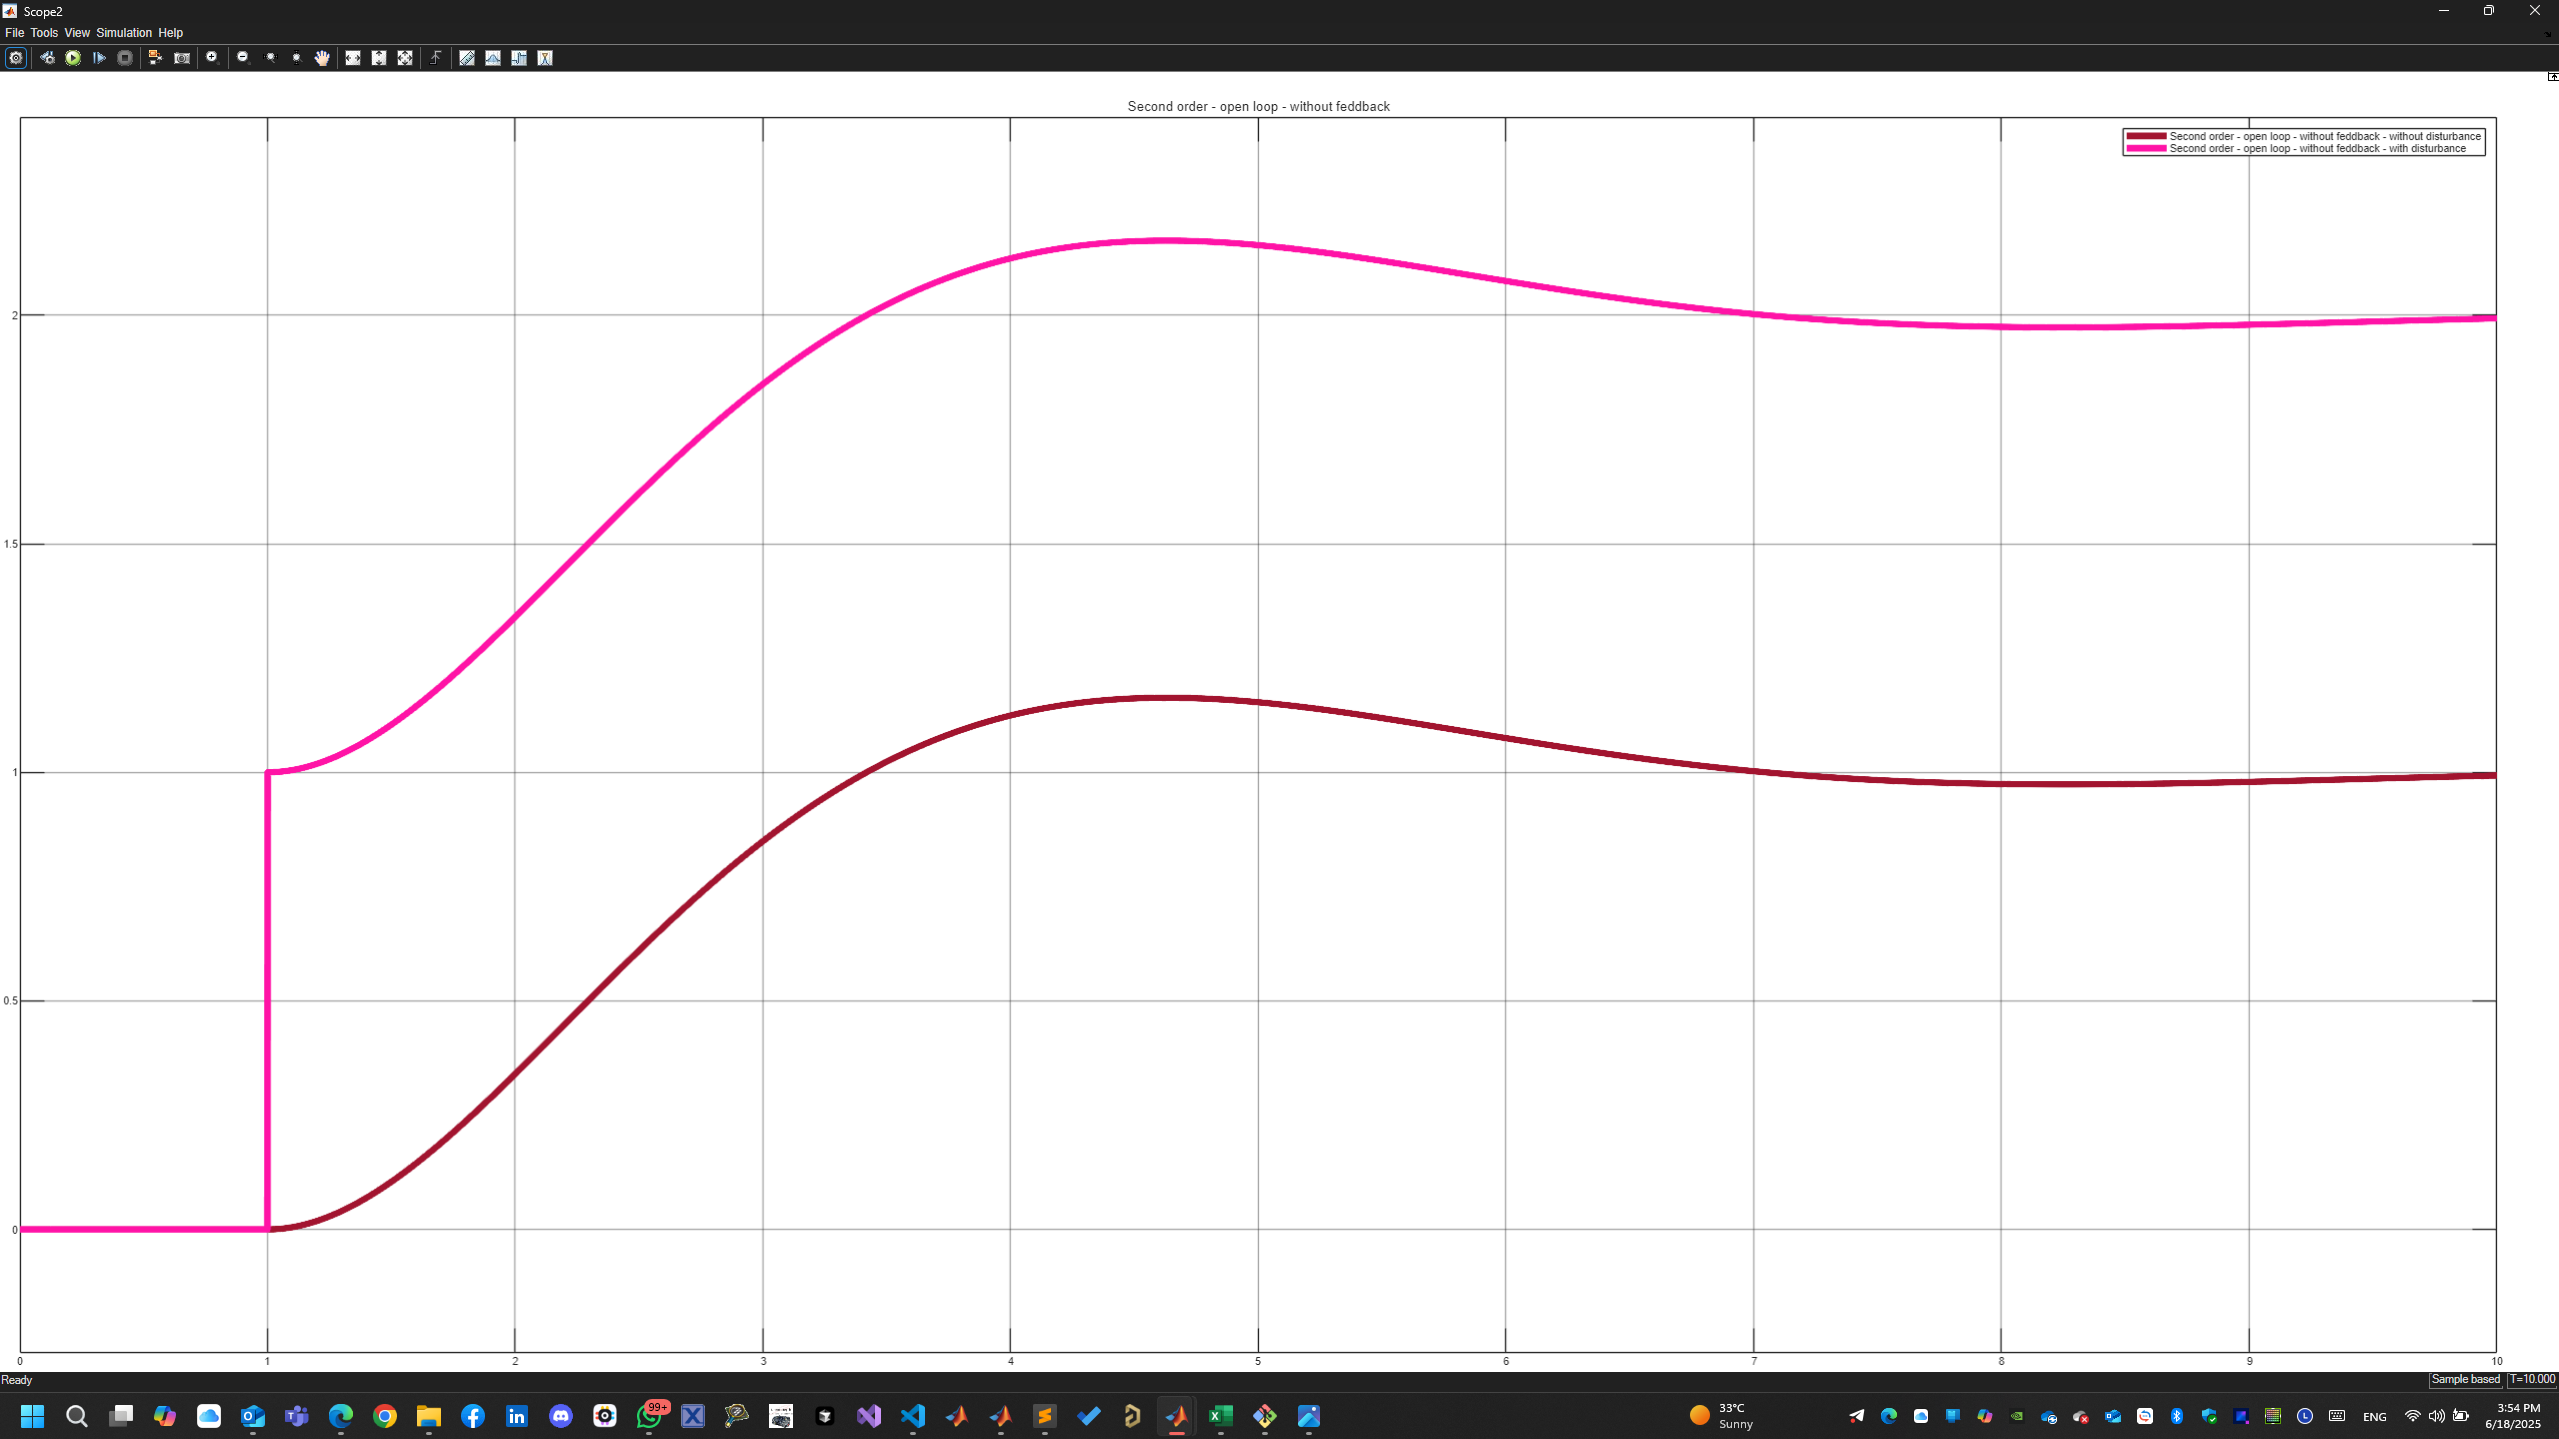 Scope2
File Tools View Simulation Help
Second order - open loop - without feddback
Second order - open loop - without feddback - without disturbance
Second order - open loop - without feddback - with disturbance
2
1.5
1
0.5
0
0 1 2 3 4 5 6 7 8 9 10
Ready
Sample based T=10.000
99+
33°C
Sunny
ENG
3:54 PM
6/18/2025